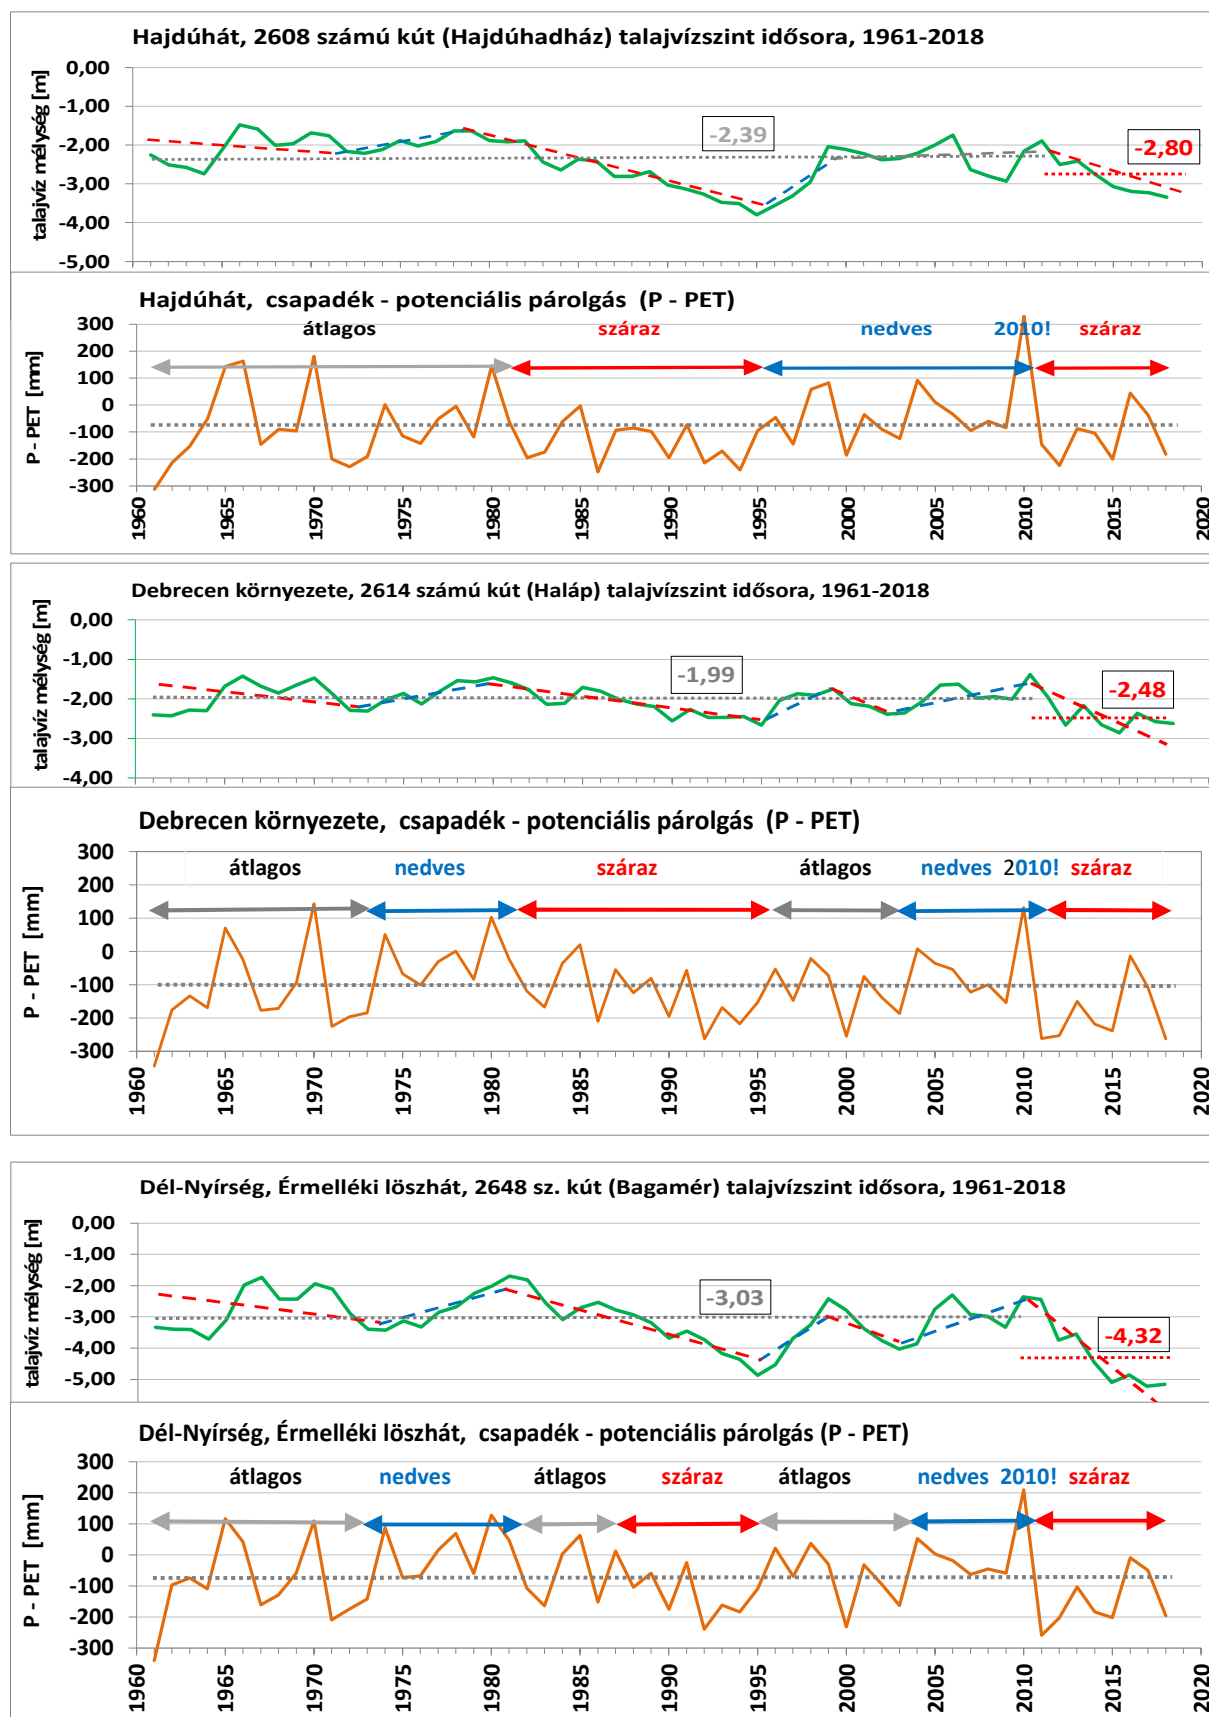 Hajdúhát, 2608 számú kút (Hajdúhadház) talajvízszint idősora, 1961-2018
talajvíz mélység [m]
0,00
-1,00
-2,00
-3,00
-4,00
-5,00
-2,39
-2,80
Hajdúhát, csapadék - potenciális párolgás (P - PET)
P - PET [mm]
300
200
100
0
-100
-200
-300
átlagos
száraz
nedves
2010!
száraz
1960
1965
1970
1975
1980
1985
1990
1995
2000
2005
2010
2015
2020
Debrecen környezete, 2614 számú kút (Haláp) talajvízszint idősora, 1961-2018
talajvíz mélység [m]
0,00
-1,00
-2,00
-3,00
-4,00
-1,99
-2,48
Debrecen környezete, csapadék - potenciális párolgás (P - PET)
P - PET [mm]
300
200
100
0
-100
-200
-300
átlagos
nedves
száraz
átlagos
nedves
2010!
száraz
1960
1965
1970
1975
1980
1985
1990
1995
2000
2005
2010
2015
2020
Dél-Nyírség, Érmelléki löszhát, 2648 sz. kút (Bagamér) talajvízszint idősora, 1961-2018
talajvíz mélység [m]
0,00
-1,00
-2,00
-3,00
-4,00
-5,00
-3,03
-4,32
Dél-Nyírség, Érmelléki löszhát, csapadék - potenciális párolgás (P - PET)
P - PET [mm]
300
200
100
0
-100
-200
-300
átlagos
nedves
átlagos
száraz
átlagos
nedves
2010!
száraz
1960
1965
1970
1975
1980
1985
1990
1995
2000
2005
2010
2015
2020